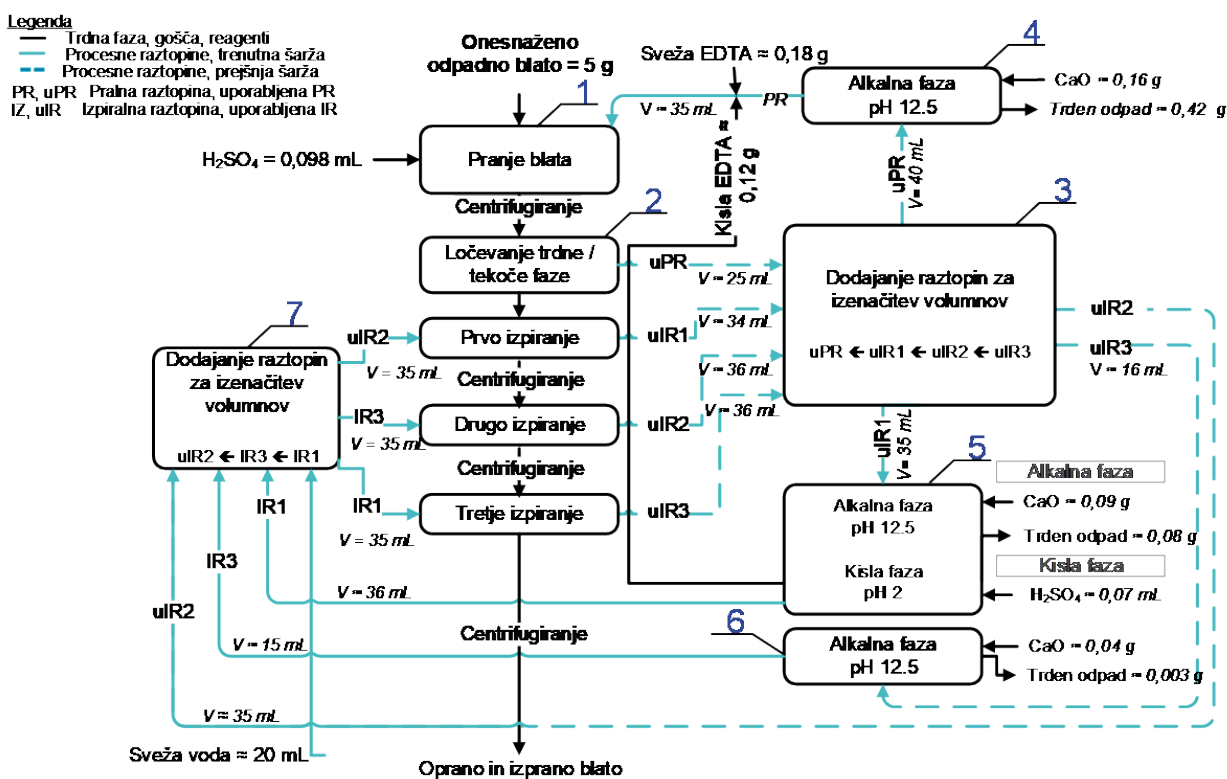 Legenda
Trdna faza, gošča, reagenti
Procesne raztopine, trenutna šarža
Procesne raztopine, prejšnja šarža
PR, uPR Pralna raztopina, uporabljena PR
IZ, uIR Izpiralna raztopina, uporabljena IR
Onesnaženo
odpadno blato = 5 g
Sveža EDTA ≈ 0,18 g
4
Alkalna faza
pH 12.5
CaO ≈ 0,16 g
Trden odpad ≈ 0,42 g
PR
V ≈ 35 mL
1
Pranje blata
H₂SO₄ = 0,098 mL
Kisla EDTA ≈
0,12 g
uPR
V ≈ 40 mL
Centrifugiranje
2
Ločevanje trdne /
tekoče faze
uPR
V ≈ 25 mL
3
Dodajanje raztopin za
izenačitev volumnov
uPR ← uIR1 ← uIR2 ← uIR3
uIR2
uIR3
V ≈ 16 mL
7
Dodajanje raztopin
za izenačitev
volumnov
uIR2 ← IR3 ← IR1
uIR2
V = 35 mL
Prvo izpiranje
uIR1
V ≈ 34 mL
Centrifugiranje
V ≈ 36 mL
IR3
V = 35 mL
Drugo izpiranje
uIR2
V ≈ 36 mL
Centrifugiranje
IR1
V = 35 mL
Tretje izpiranje
uIR3
uIR1
V ≈ 35 mL
5
Alkalna faza
Alkalna faza
pH 12.5
CaO ≈ 0,09 g
Trden odpad ≈ 0,08 g
Kisla faza
Kisla faza
pH 2
H₂SO₄ ≈ 0,07 mL
IR1
IR3
uIR2
V ≈ 36 mL
Centrifugiranje
6
V ≈ 15 mL
Alkalna faza
pH 12.5
CaO ≈ 0,04 g
Trden odpad ≈ 0,003 g
V ≈ 35 mL
Sveža voda ≈ 20 mL
Oprano in izprano blato